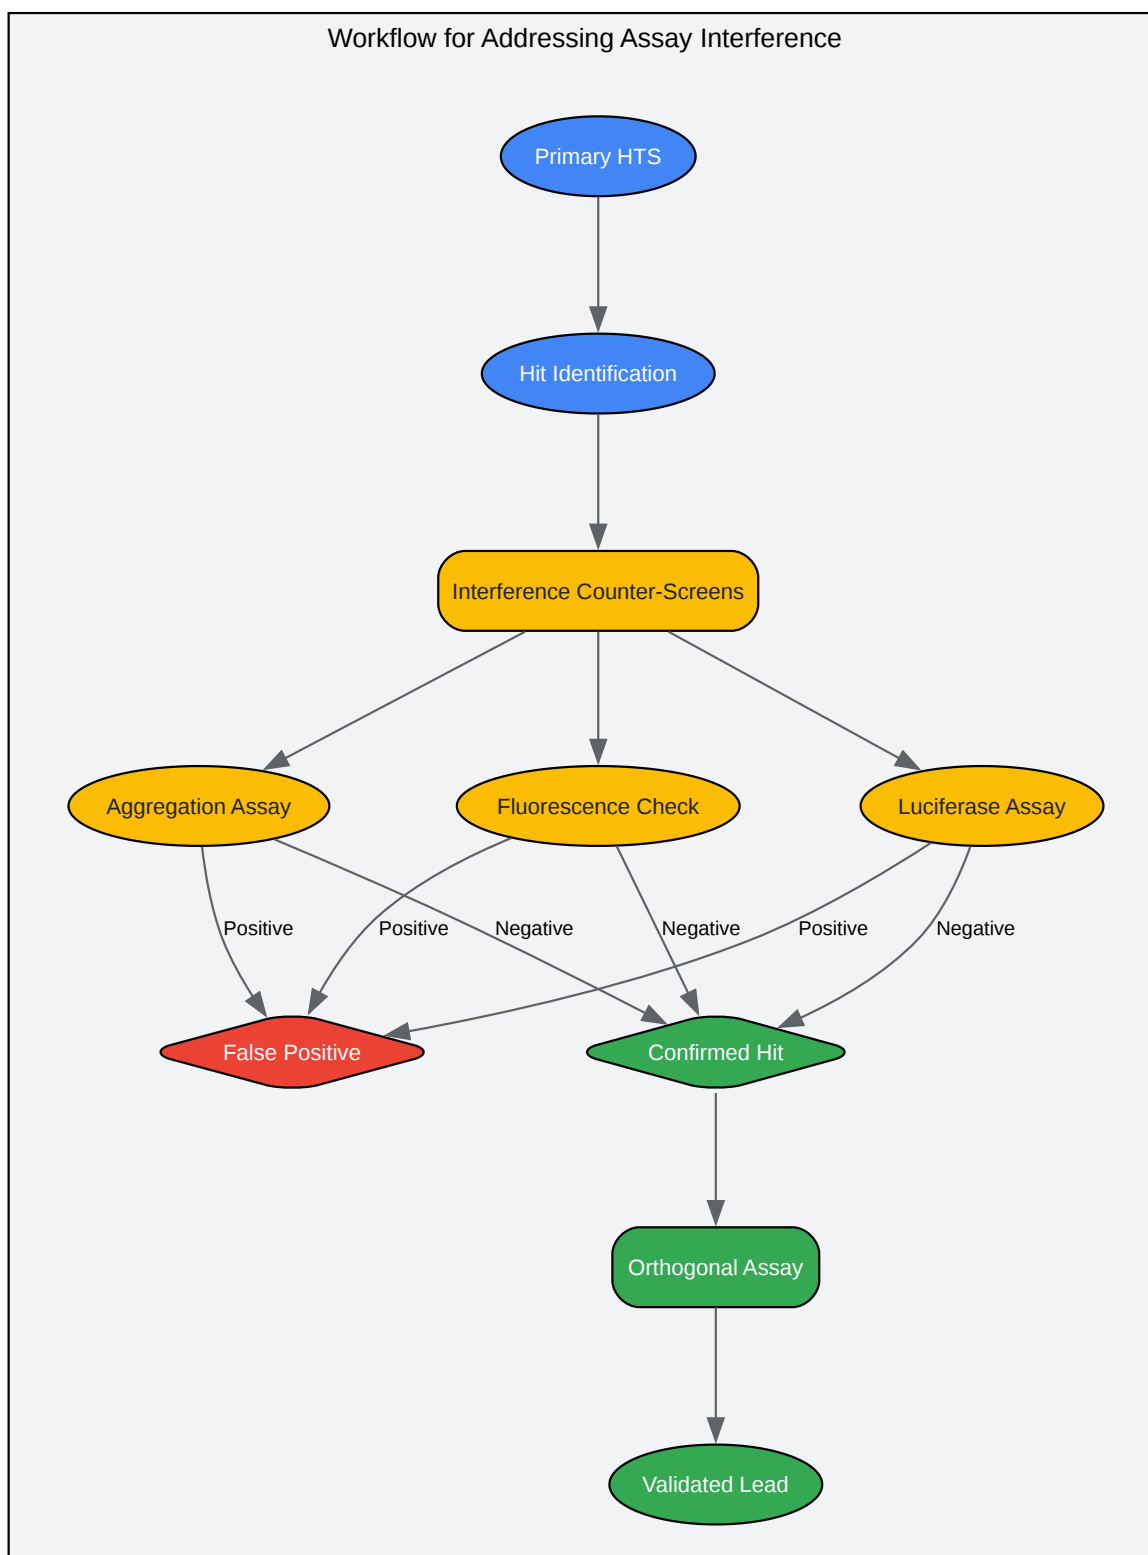 Workflow for Addressing Assay Interference
Primary HTS
Hit Identification
Interference Counter-Screens
Aggregation Assay
Fluorescence Check
Luciferase Assay
Positive
Positive
Negative
Negative
Positive
Negative
False Positive
Confirmed Hit
Orthogonal Assay
Validated Lead